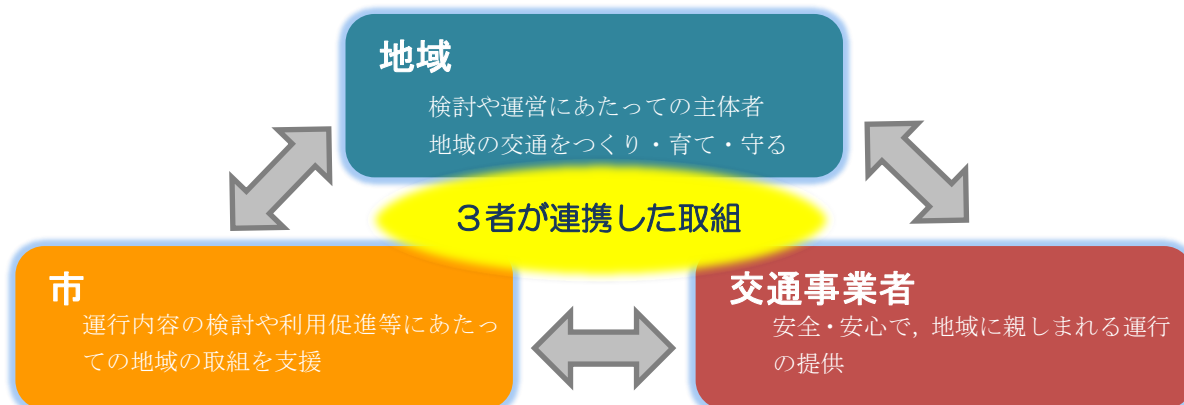 地域
検討や運営にあたっての主体者
地域の交通をつくり・育て・守る
3者が連携した取組
市
運行内容の検討や利用促進等にあたっ
ての地域の取組を支援
交通事業者
安全・安心で, 地域に親しまれる運行
の提供